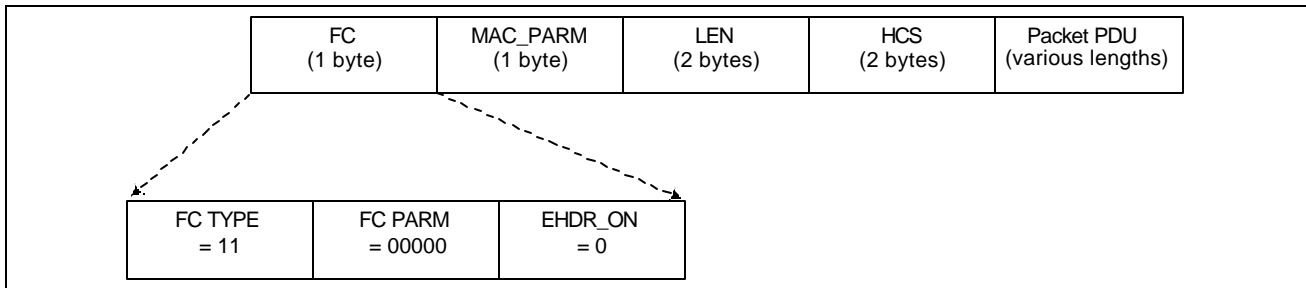 FC
(1 byte)
MAC_PARM
(1 byte)
LEN
(2 bytes)
HCS
(2 bytes)
Packet PDU
(various lengths)
FC TYPE
= 11
FC PARM
= 00000
EHDR_ON
= 0